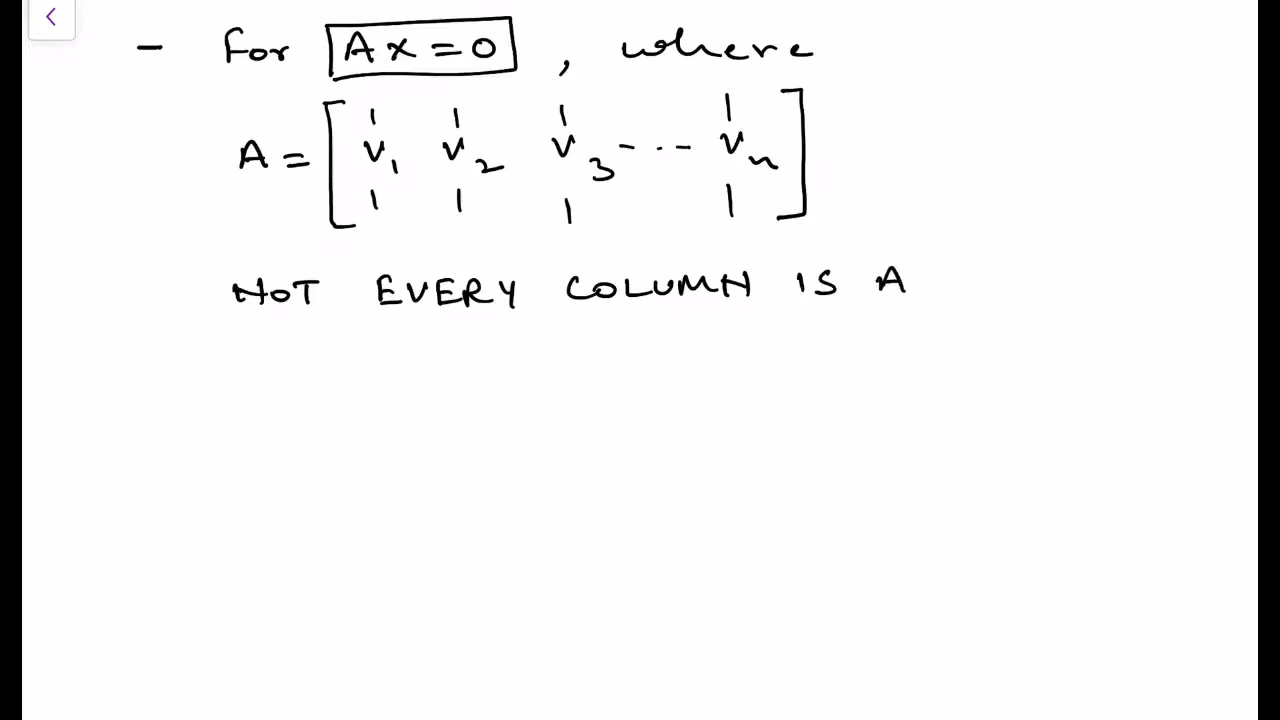 - For Ax=0, where
A = [v1 v2 v3 - - - vn]
NOT EVERY COLUMN IS A